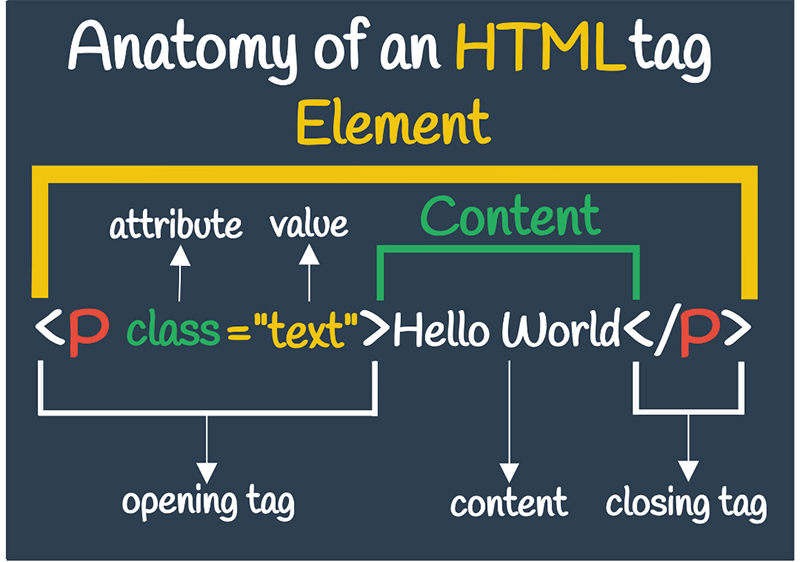 Anatomy of an HTML tag
Element
attribute value Content
<p class="text">Hello World</p>
opening tag content closing tag